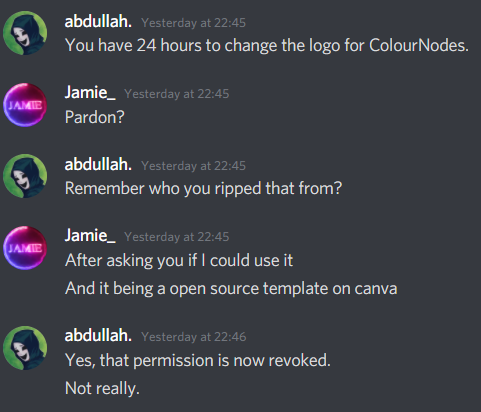 abdullah. Yesterday at 22:45
You have 24 hours to change the logo for ColourNodes.
JAMIE
Jamie_ Yesterday at 22:45
Pardon?
abdullah. Yesterday at 22:45
Remember who you ripped that from?
JAMIE
Jamie_ Yesterday at 22:45
After asking you if I could use it
And it being a open source template on canva
abdullah. Yesterday at 22:46
Yes, that permission is now revoked.
Not really.